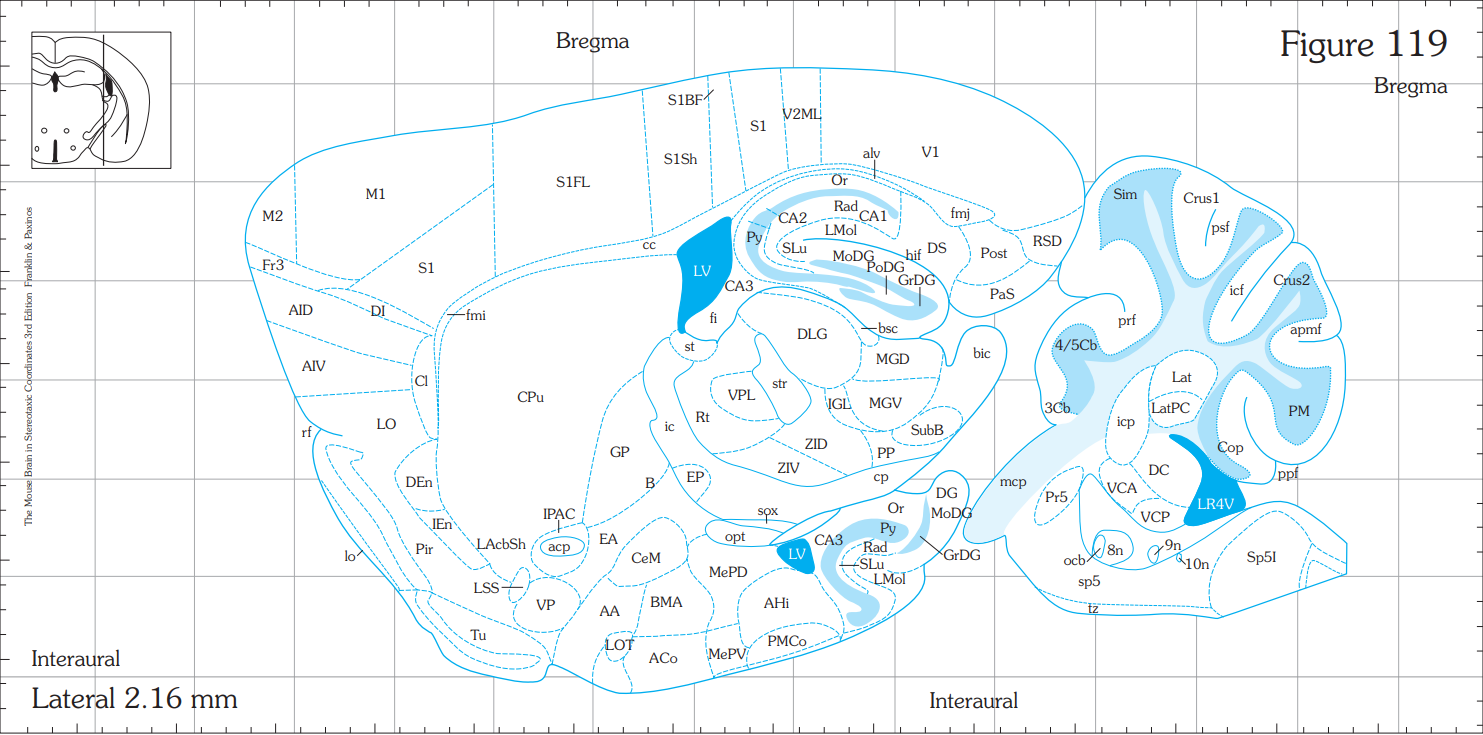 Bregma
Figure 119
Bregma
S1BF
V2ML
S1
V1
alv
S1Sh
Or
Sim
Crus1
S1FL
M1
M2
Rad
CA1
CA2
fmj
psf
LMol
Py
cc
SLu
hif
DS
Post
RSD
MoDG
PoDG
GrDG
Fr3
S1
LV
CA3
PaS
icf
Crus2
AID
DI
fmi
fi
prf
apmf
DLG
bsc
st
MGD
bic
4/5Cb
AIV
Cl
VPL
str
Lat
CPu
IGL
MGV
3Cb
LatPC
PM
LO
Rt
ic
icp
rf
SubB
GP
ZID
PP
Cop
ZIV
DC
cp
mcp
ppf
DEn
B
EP
VCA
Pr5
DG
LR4V
MoDG
Or
sox
IPAC
VCP
IEn
Py
opt
EA
CA3
LAcbSh
acp
Pir
lo
LV
Rad
GrDG
8n
9n
CeM
SLu
ocb
10n
Sp5I
MePD
LMol
sp5
LSS
VP
AA
BMA
AHi
tz
Tu
LOT
PMCo
ACo
MePV
The Mouse Brain in Stereotaxic Coordinates 3rd Edition Franklin & Paxinos
Interaural
Lateral 2.16 mm
Interaural